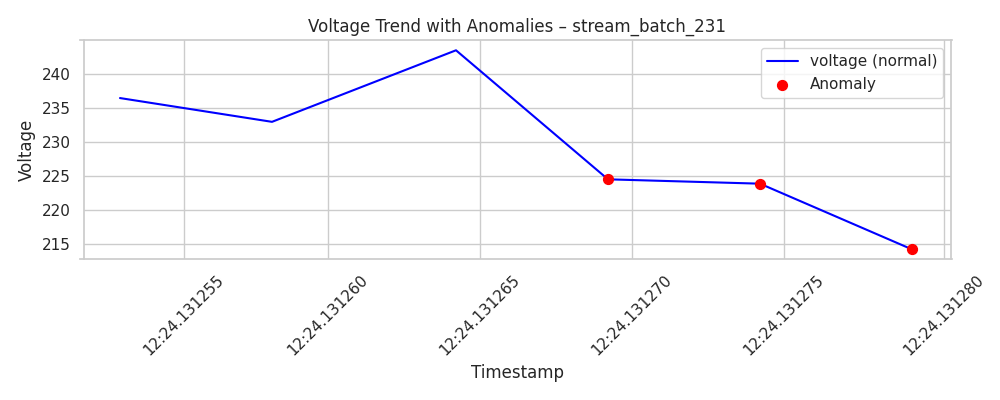 Voltage Trend with Anomalies – stream_batch_231
voltage (normal)
Anomaly
Voltage
240
235
230
225
220
215
12:24.131255
12:24.131260
12:24.131265
12:24.131270
12:24.131275
12:24.131280
Timestamp